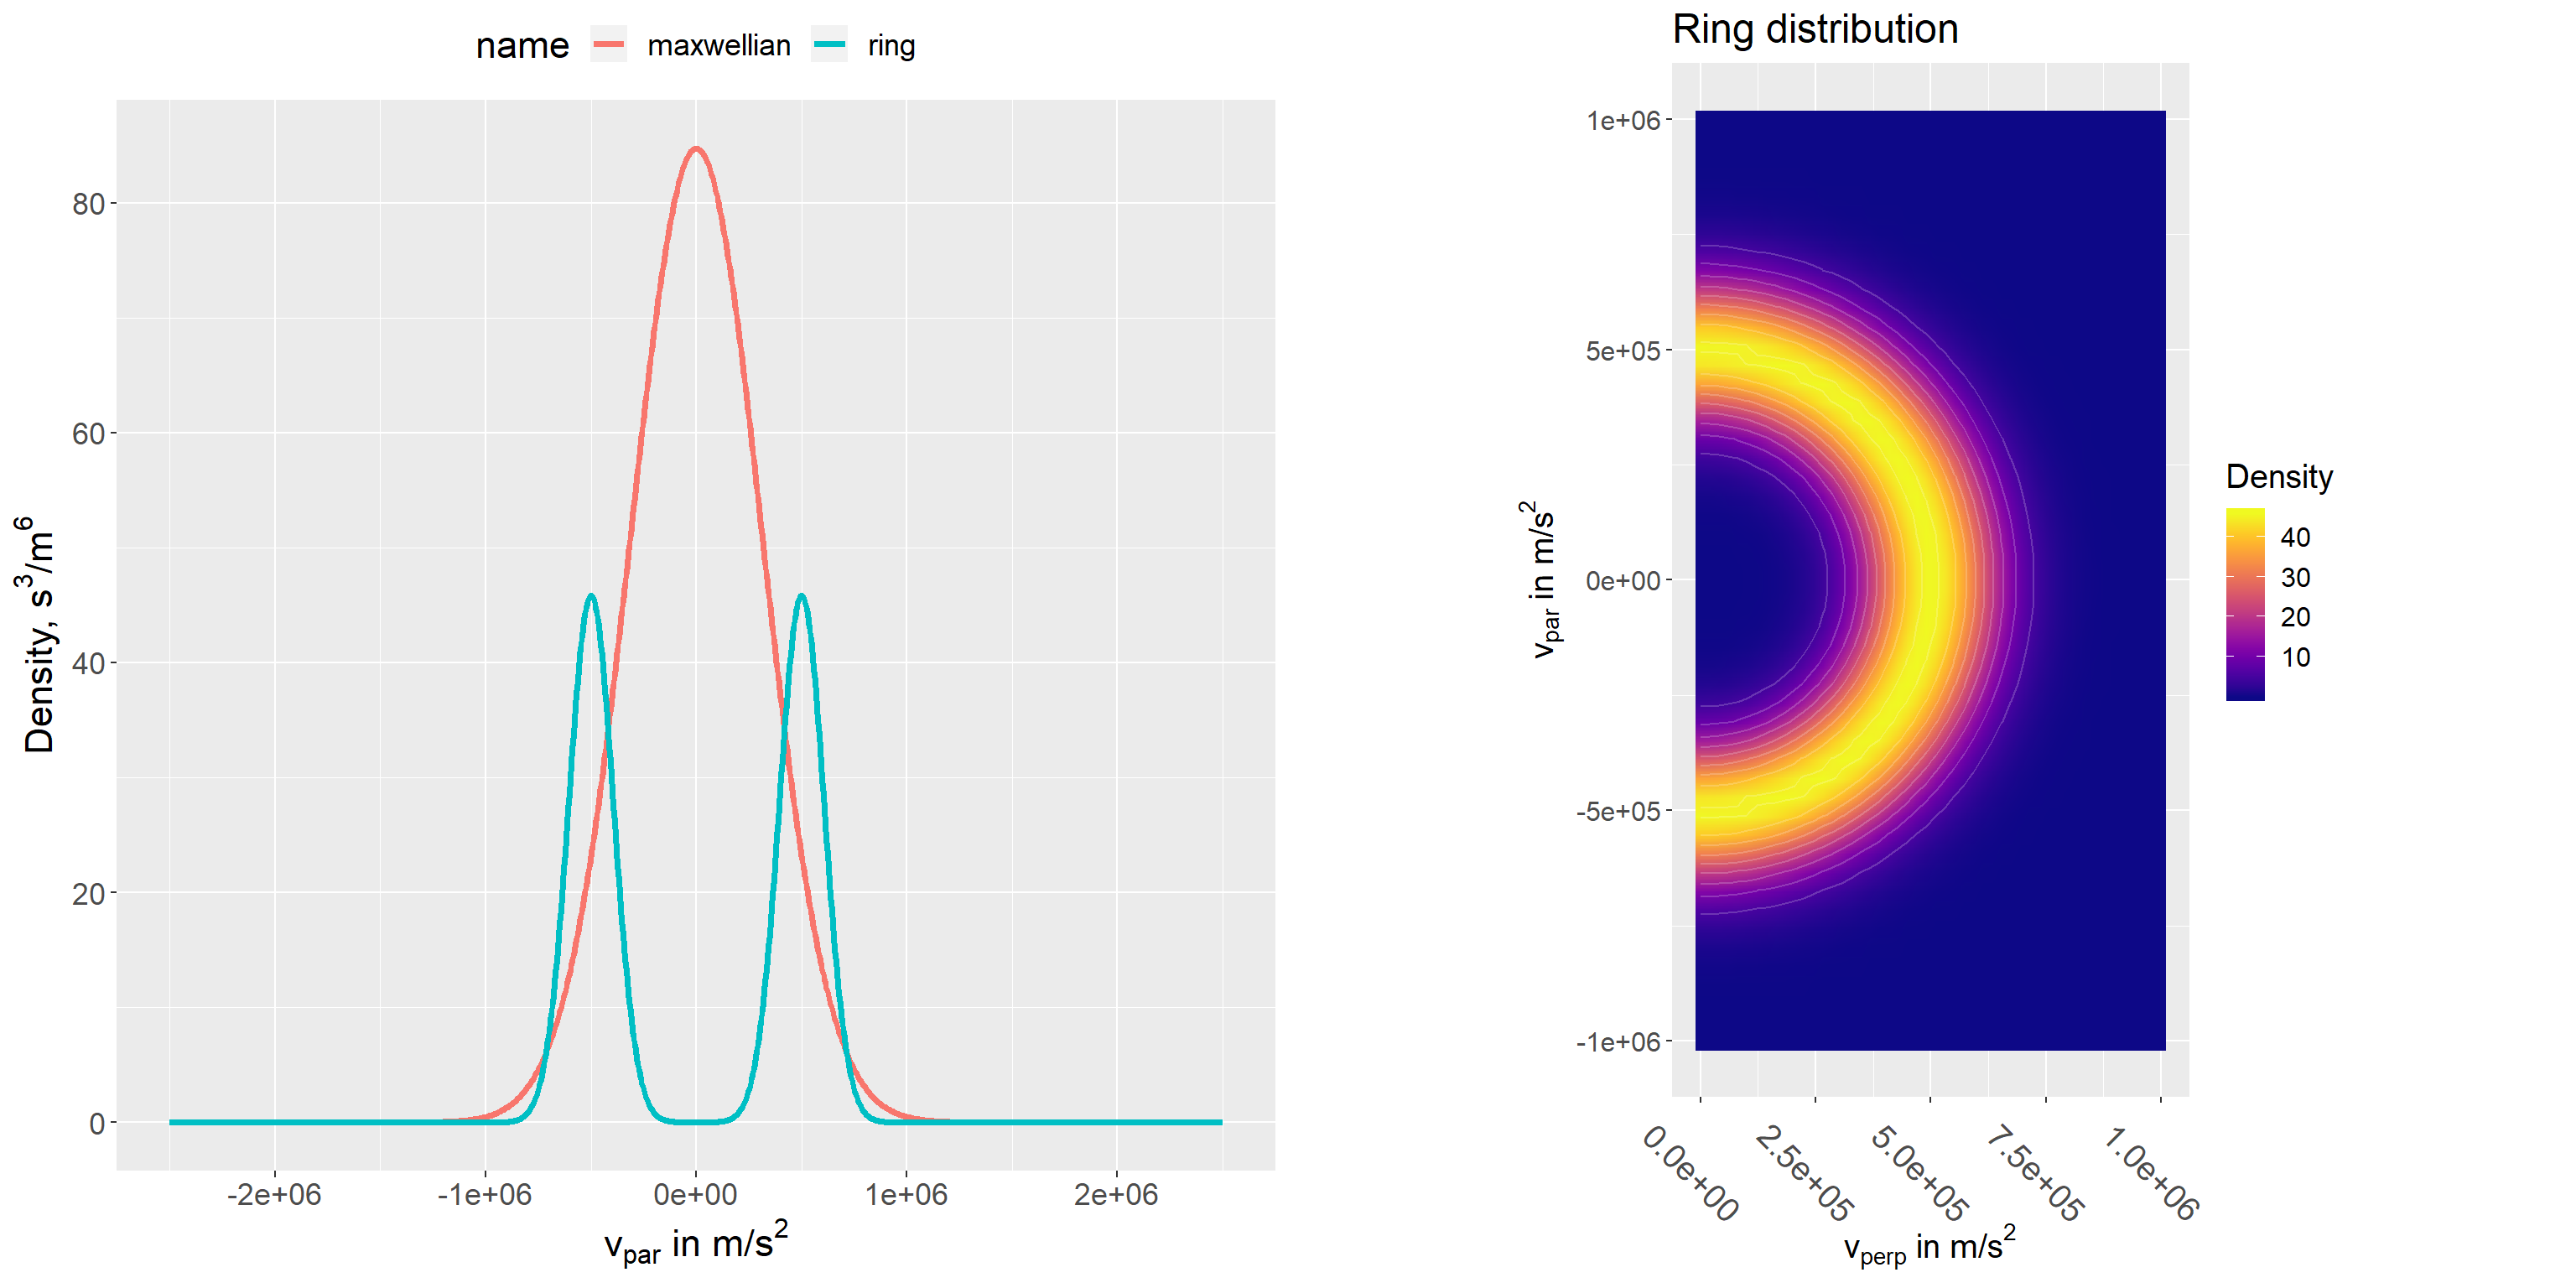 name maxwellian ring
Density, s³/m⁶
80
60
40
20
0
-2e+06 -1e+06 0e+00 1e+06 2e+06
vpar in m/s²
Ring distribution
vpar in m/s²
1e+06
5e+05
0e+00
-5e+05
-1e+06
0.0e+00 2.5e+05 5.0e+05 7.5e+05 1.0e+06
vperp in m/s²
Density
40
30
20
10